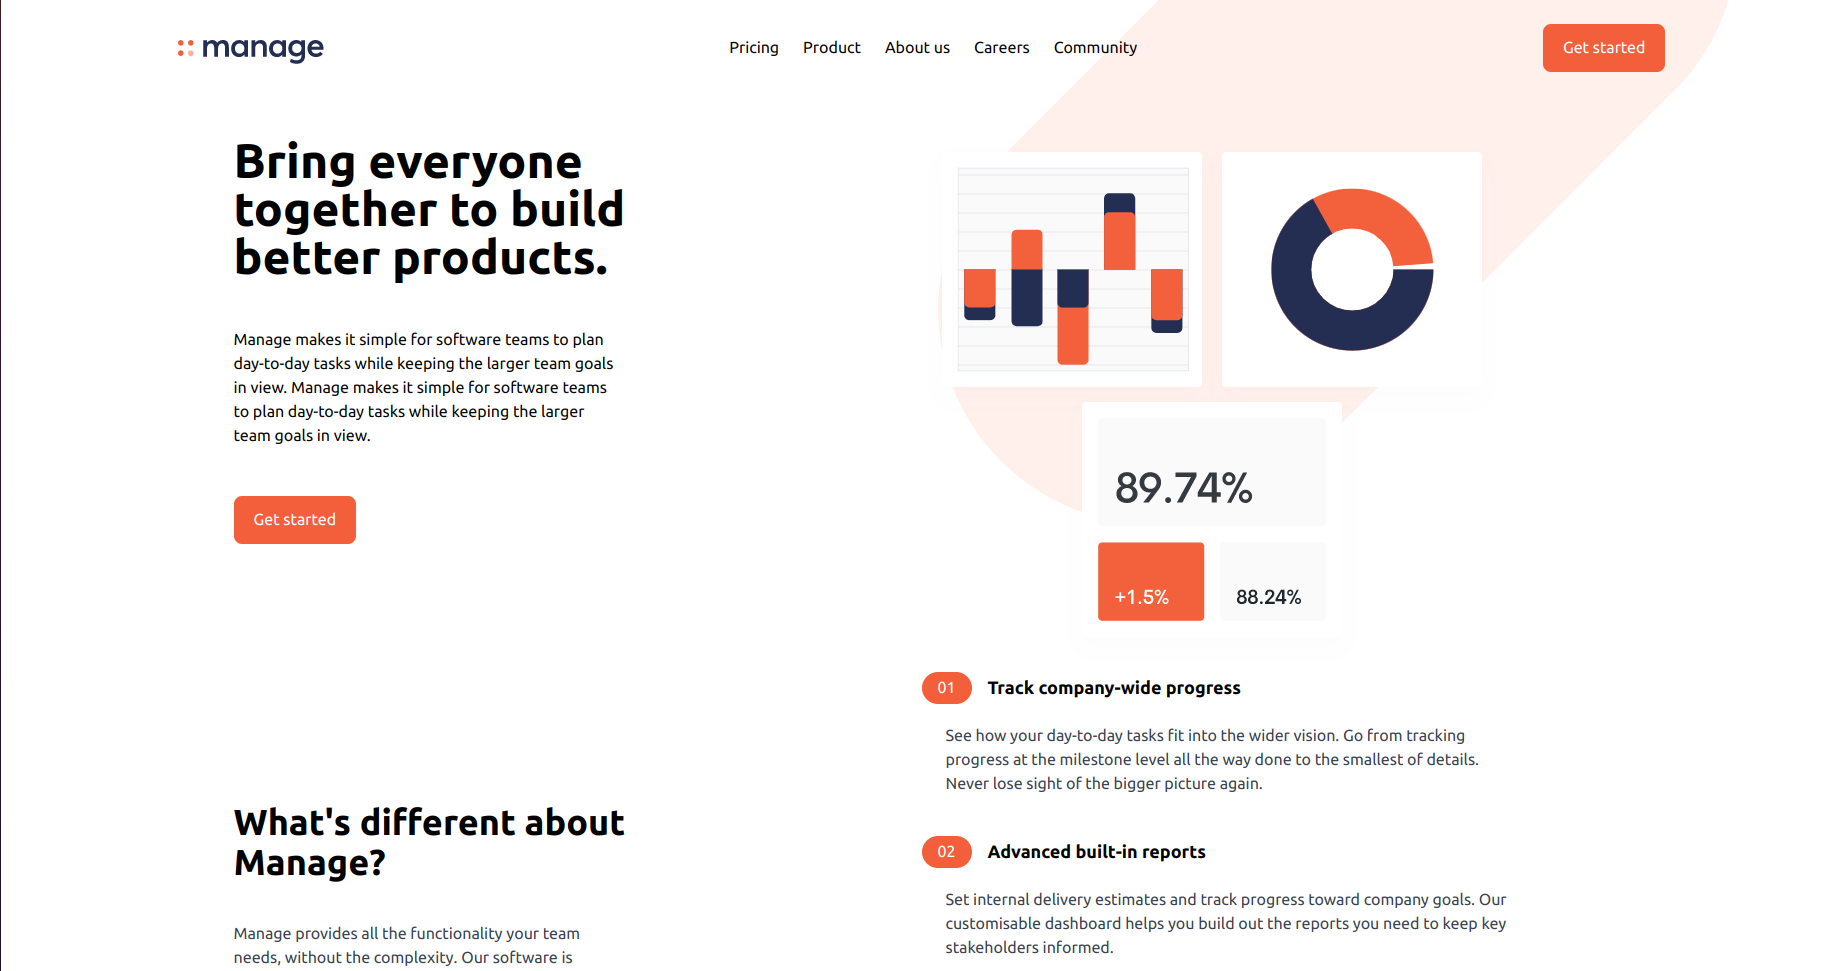 manage
Pricing Product About us Careers Community
Get started
Bring everyone
together to build
better products.
Manage makes it simple for software teams to plan
day-to-day tasks while keeping the larger team goals
in view. Manage makes it simple for software teams
to plan day-to-day tasks while keeping the larger
team goals in view.
Get started
89.74%
+1.5%
88.24%
What's different about
Manage?
Manage provides all the functionality your team
needs, without the complexity. Our software is
01 Track company-wide progress
See how your day-to-day tasks fit into the wider vision. Go from tracking
progress at the milestone level all the way done to the smallest of details.
Never lose sight of the bigger picture again.
02 Advanced built-in reports
Set internal delivery estimates and track progress toward company goals. Our
customisable dashboard helps you build out the reports you need to keep key
stakeholders informed.